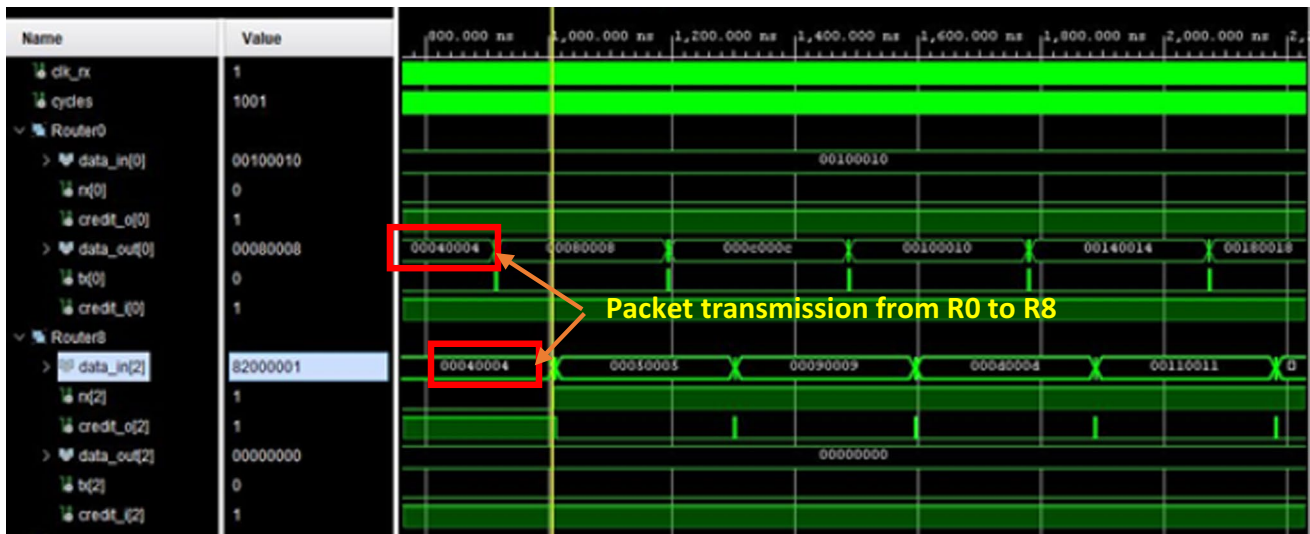 Name Value 800.000 ns 1,000.000 ns 1,200.000 ns 1,400.000 ns 1,600.000 ns 1,800.000 ns 2,000.000 ns 2,
clk_rx 1
cycles 1001
Router0
data_in[0] 00100010 00100010
rx[0] 0
credit_o[0] 1
data_out[0] 00080008 00040004 00080008 000c000c 00100010 00140014 00180018
tx[0] 0
credit_i[0] 1
Packet transmission from R0 to R8
Router8
data_in[2] 82000001 00040004 00050005 00090009 000d000d 00110011 0
rx[2] 1
credit_o[2] 1
data_out[2] 00000000 00000000
tx[2] 0
credit_i[2] 1